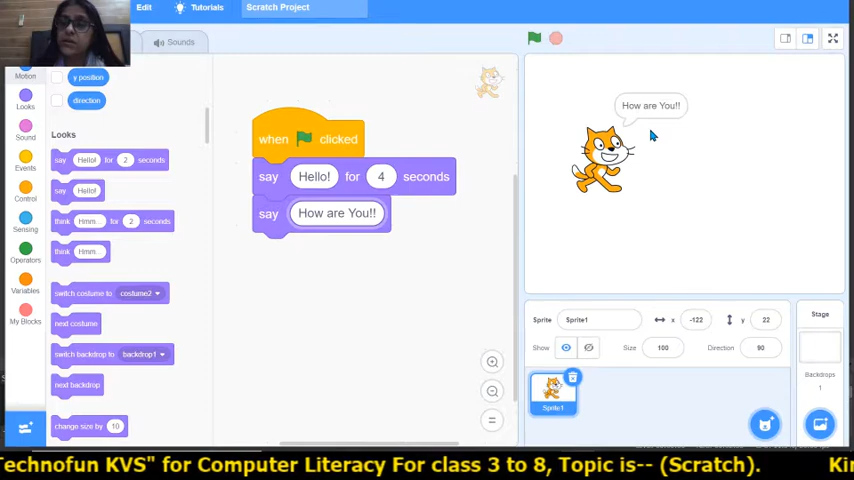 Edit Tutorials Scratch Project
Sounds
Motion
Looks
Sound
Events
Control
Sensing
Operators
Variables
My Blocks
y position
direction
Looks
say Hello! for 2 seconds
say Hello!
think Hmm... for 2 seconds
think Hmm...
switch costume to costume2
next costume
switch backdrop to backdrop1
next backdrop
change size by 10
when clicked
say Hello! for 4 seconds
say How are You!!
How are You!!
Sprite Sprite1 x -122 y 22
Show Size 100 Direction 90
Sprite1
Stage
Backdrops
1
Technofun KVS" for Computer Literacy For class 3 to 8, Topic is-- (Scratch). Kin